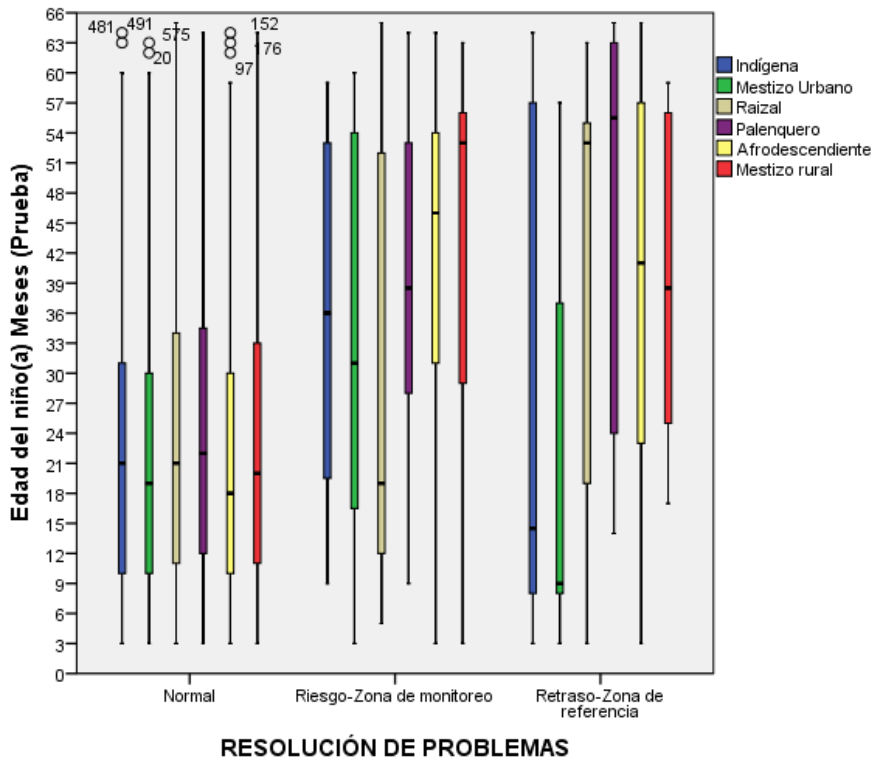 Edad del niño(a) Meses (Prueba)
66
63
60
57
54
51
48
45
42
39
36
33
30
27
24
21
18
15
12
9
6
3
0
481
491
575
20
152
176
97
Indígena
Mestizo Urbano
Raizal
Palenquero
Afrodescendiente
Mestizo rural
Normal
Riesgo-Zona de monitoreo
Retraso-Zona de
referencia
RESOLUCIÓN DE PROBLEMAS